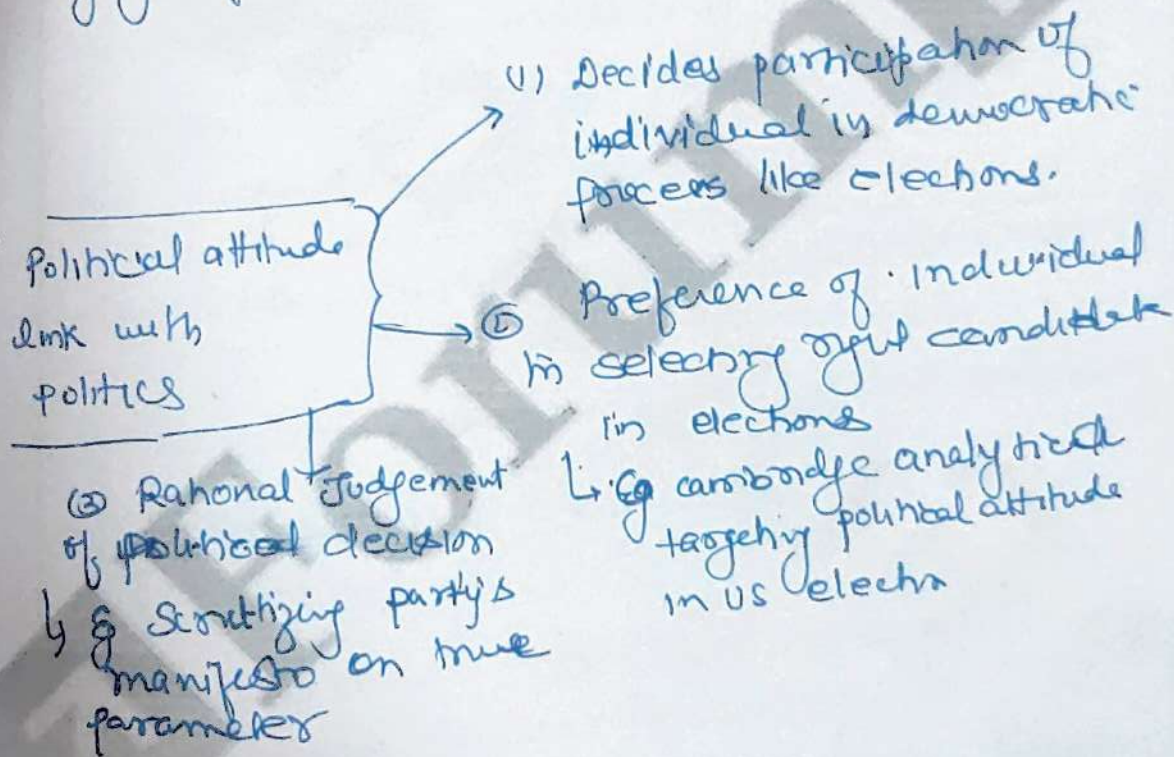 (1) Decides participation of
individual in democratic
process like elections.
Political attitude
link with
politics
② Preference of individual
in selecting right candidate
in elections
↳ Eg cambridge analytica
targeting political attitude
in US election
③ Rational Judgement
of political decision
↳ Eg Scrutinizing party's
manifesto on true
parameter
Forum